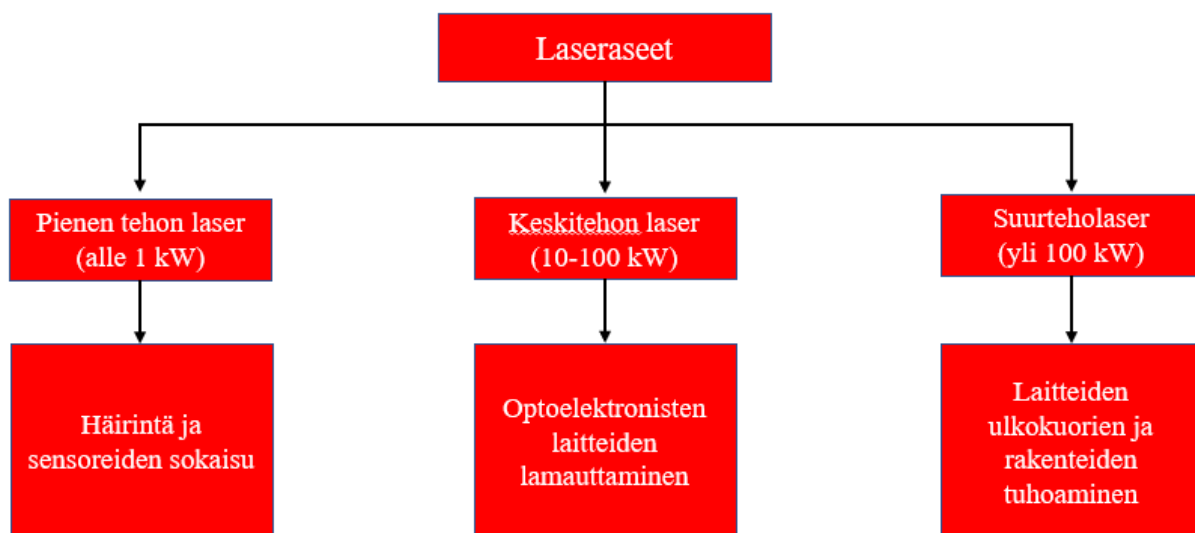 Laseraseet
Pienen tehon laser
(alle 1 kW)
Keskitehon laser
(10-100 kW)
Suurteholaser
(yli 100 kW)
Häirintä ja
sensoreiden sokaisu
Optoelektronisten
laitteiden
lamauttaminen
Laitteiden
ulkokuorien ja
rakenteiden
tuhoaminen